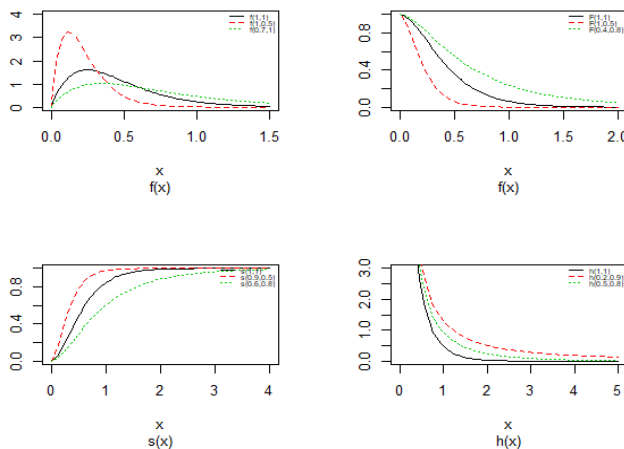 f(1,1)
f(1,0.5)
f(0.7,1)
0 1 2 3 4
0.0 0.5 1.0 1.5
x
f(x)
F(1,1)
F(1,0.5)
F(0.4,0.8)
0.0 0.4 0.8
0.0 0.5 1.0 1.5 2.0
x
f(x)
s(1,1)
s(0.9,0.5)
s(0.6,0.8)
0.0 0.4 0.8
0 1 2 3 4
x
s(x)
h(1,1)
h(0.2,0.9)
h(0.5,0.8)
0.0 1.0 2.0 3.0
0 1 2 3 4 5
x
h(x)